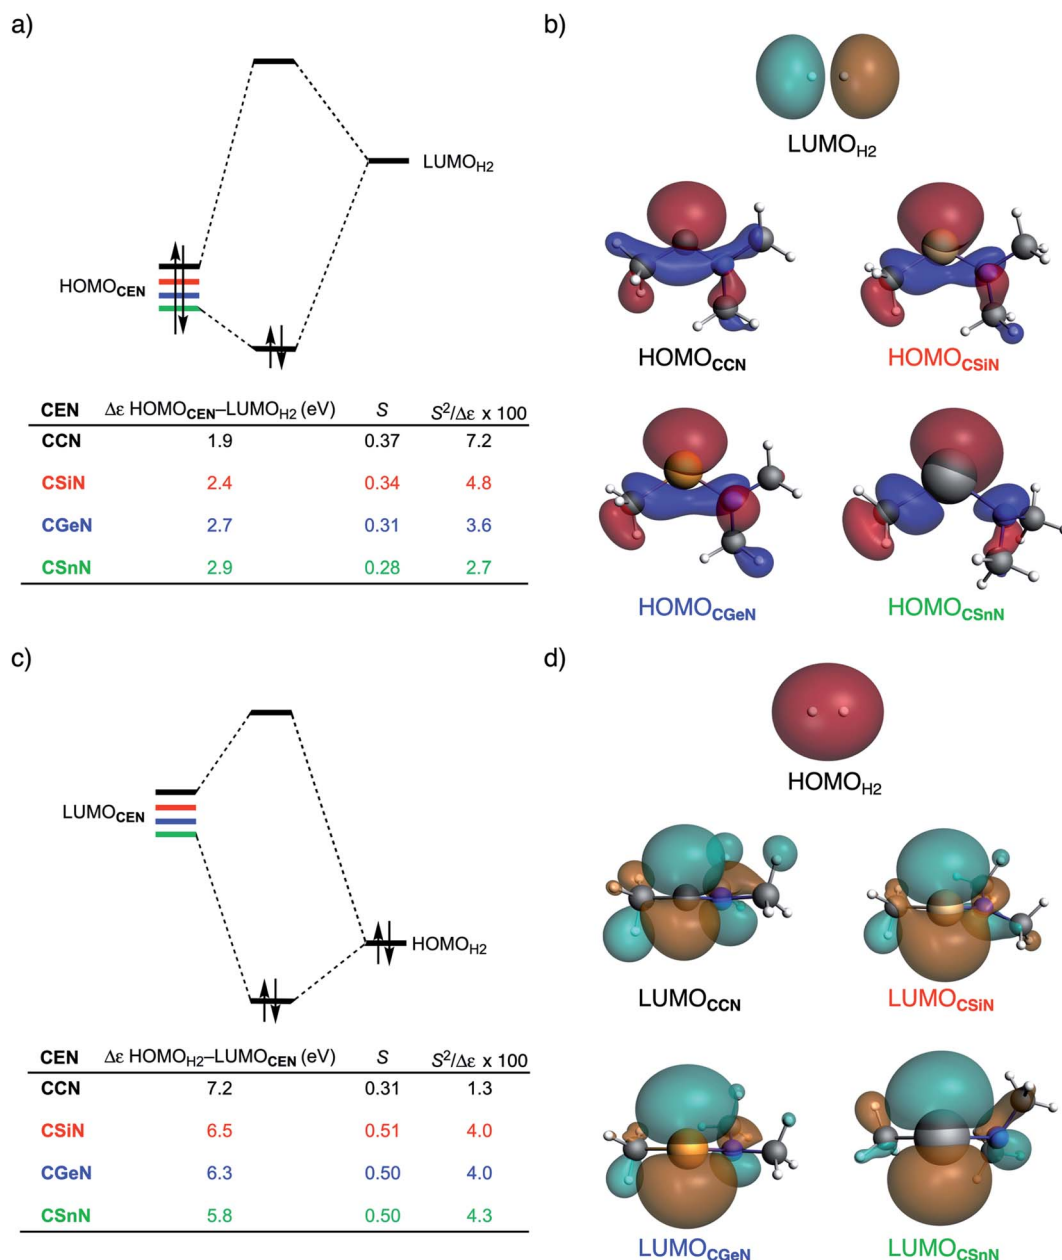 a)
LUMOH2
HOMOCEN
CEN Δε HOMOCEN–LUMOH2 (eV) S S2/Δε x 100
CCN 1.9 0.37 7.2
CSiN 2.4 0.34 4.8
CGeN 2.7 0.31 3.6
CSnN 2.9 0.28 2.7
b)
LUMOH2
HOMOCCN HOMOCSiN
HOMOCGeN HOMOCSnN
c)
LUMOCEN
HOMOH2
CEN Δε HOMOH2–LUMOCEN (eV) S S2/Δε x 100
CCN 7.2 0.31 1.3
CSiN 6.5 0.51 4.0
CGeN 6.3 0.50 4.0
CSnN 5.8 0.50 4.3
d)
HOMOH2
LUMOCCN LUMOCSiN
LUMOCGeN LUMOCSnN